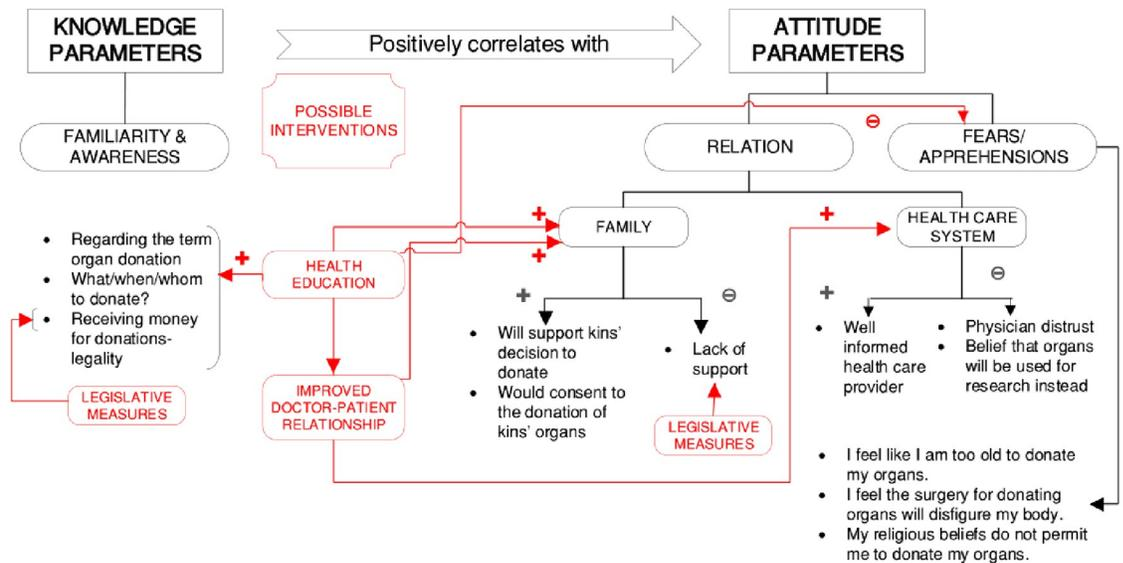 KNOWLEDGE
PARAMETERS
Positively correlates with
ATTITUDE
PARAMETERS
POSSIBLE
INTERVENTIONS
FAMILIARITY &
AWARENESS
RELATION
⊖
FEARS/
APPREHENSIONS
• Regarding the term
organ donation
• What/when/whom
to donate?
• Receiving money
for donations-
legality
+
HEALTH
EDUCATION
+
+
FAMILY
+
HEALTH CARE
SYSTEM
LEGISLATIVE
MEASURES
IMPROVED
DOCTOR-PATIENT
RELATIONSHIP
+
⊖
• Will support kins’
decision to
donate
• Would consent to
the donation of
kins’ organs
• Lack of
support
LEGISLATIVE
MEASURES
+
⊖
• Well
informed
health care
provider
• Physician distrust
• Belief that organs
will be used for
research instead
• I feel like I am too old to donate
my organs.
• I feel the surgery for donating
organs will disfigure my body.
• My religious beliefs do not permit
me to donate my organs.